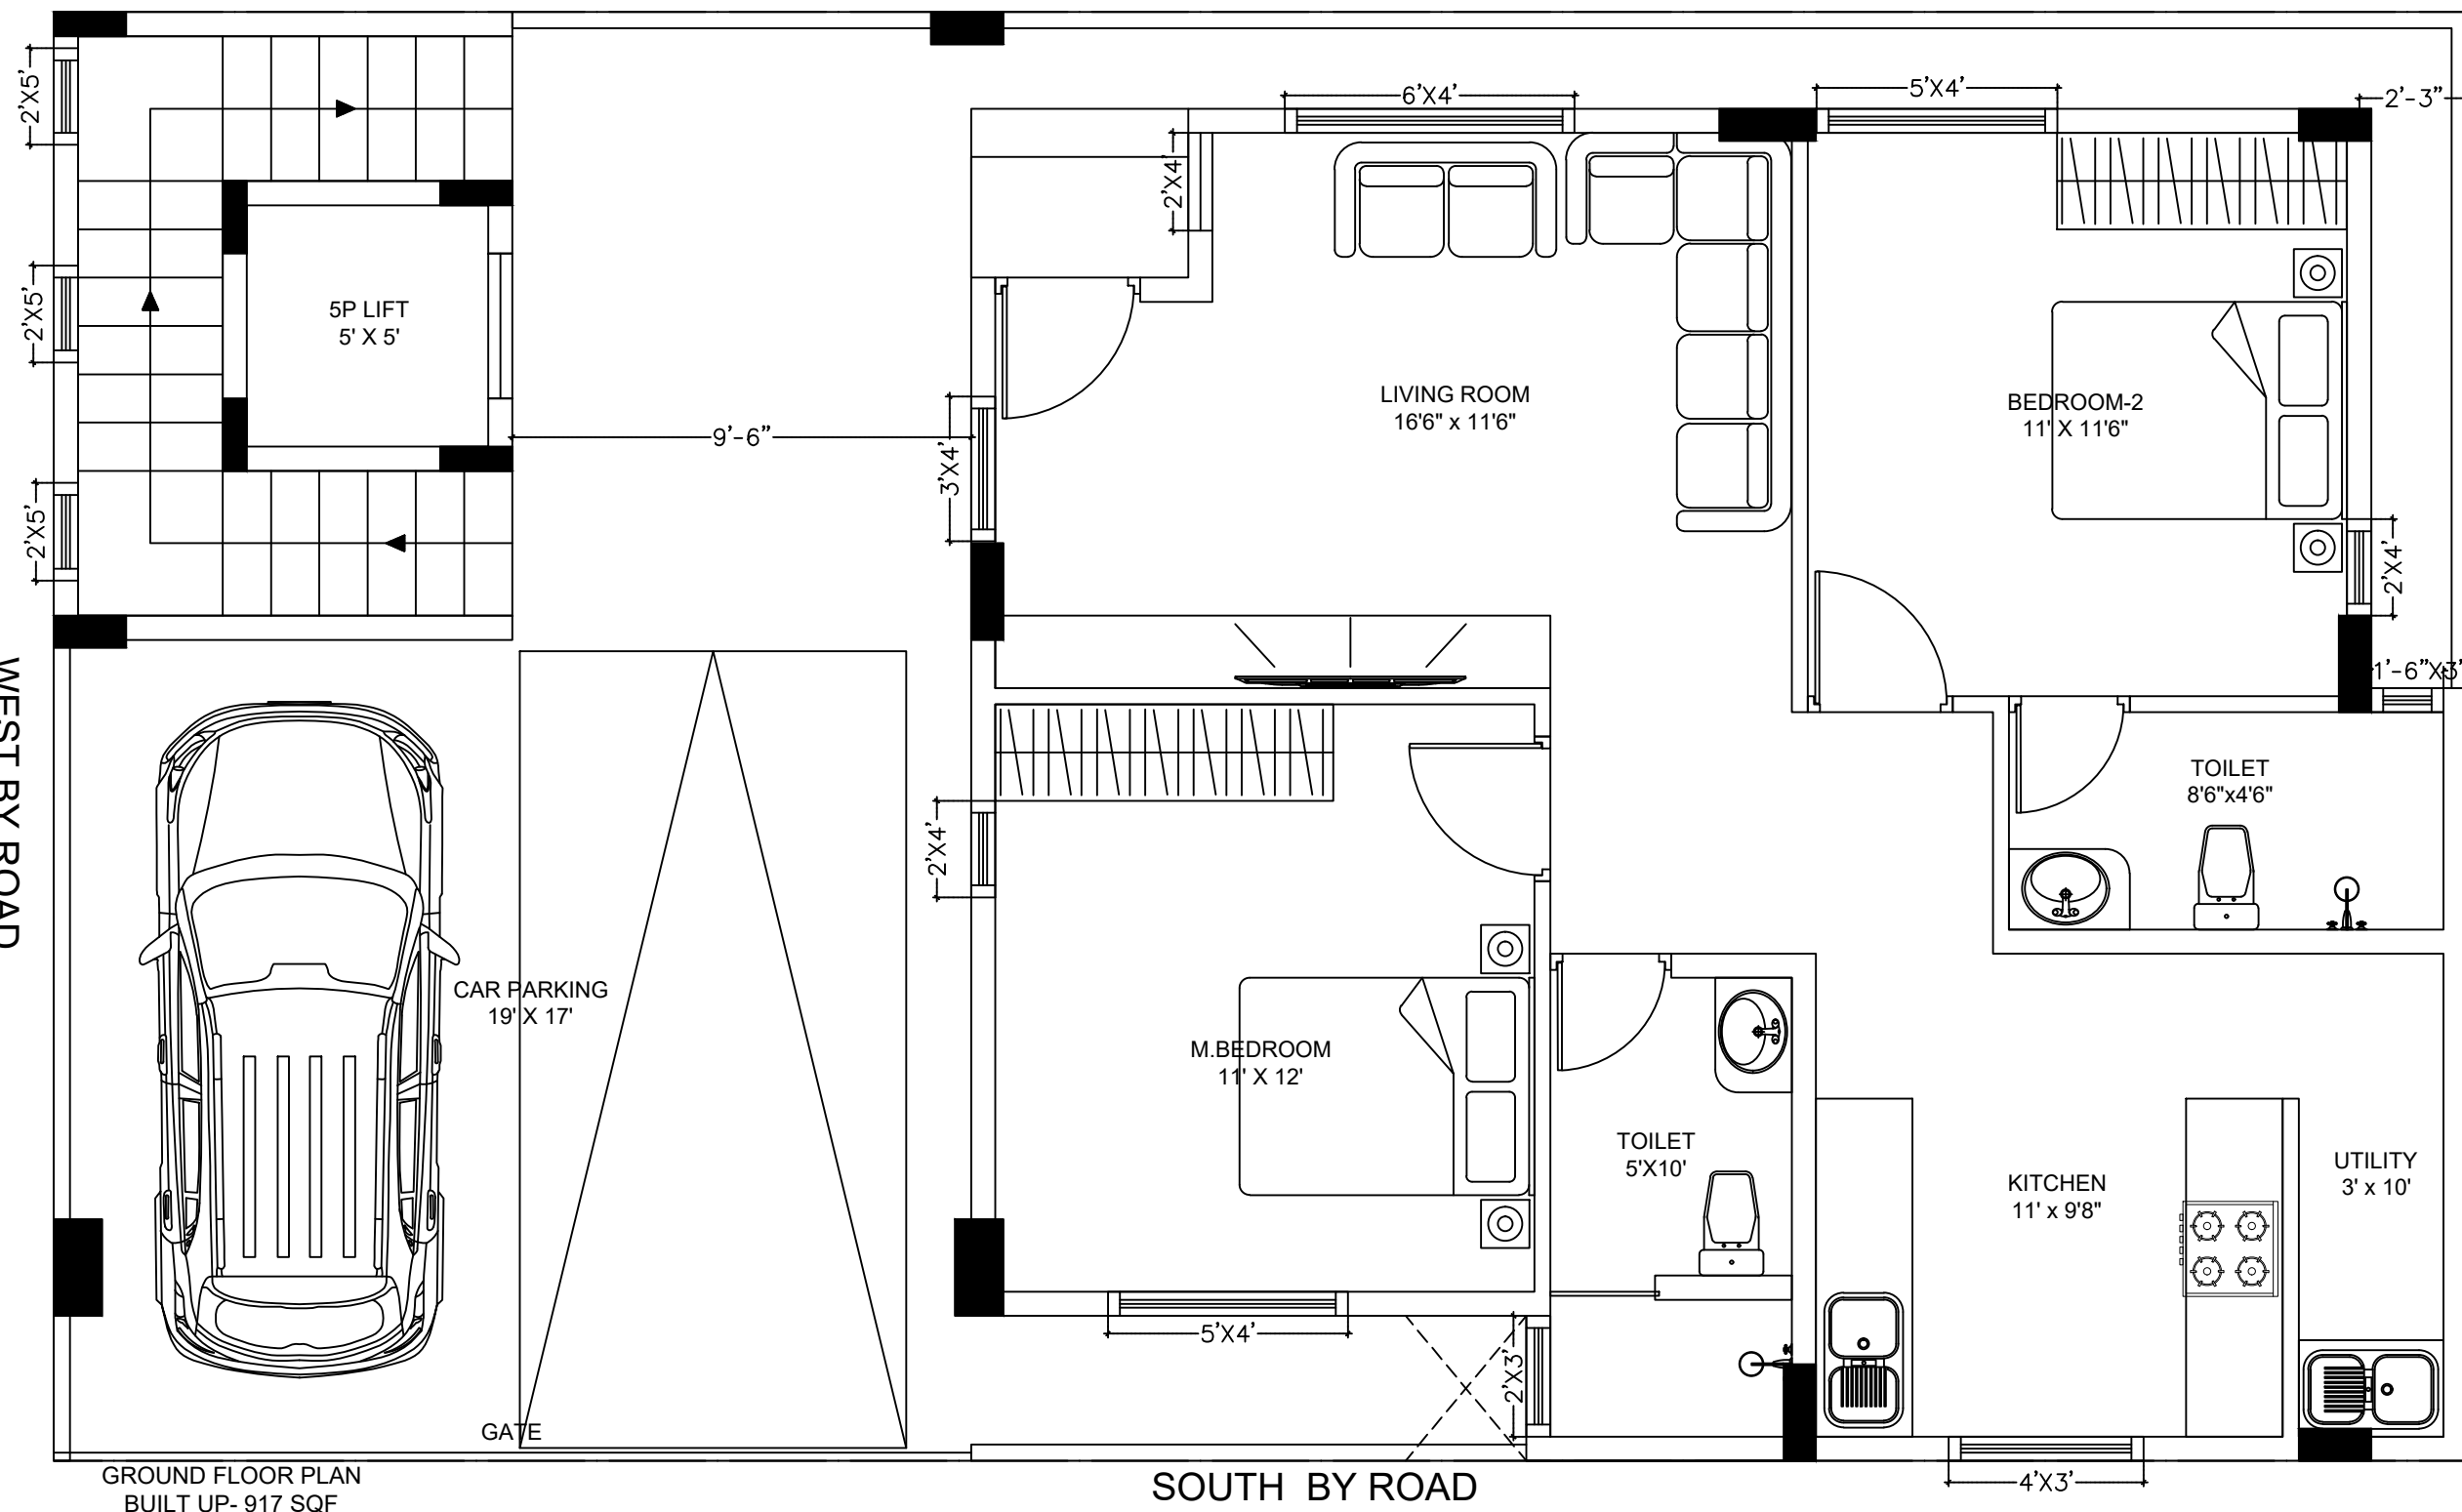 6'X4'
5'X4'
2'-3"
2'X5'
2'X4'
5P LIFT
5' X 5'
2'X5'
LIVING ROOM
16'6" x 11'6"
BEDROOM-2
11' X 11'6"
9'-6"
3'X4'
2'X5'
2'X4'
1'-6"X3'
WEST BY ROAD
TOILET
8'6"x4'6"
2'X4'
CAR PARKING
19' X 17'
M.BEDROOM
11' X 12'
TOILET
5'X10'
KITCHEN
11' x 9'8"
UTILITY
3' x 10'
5'X4'
2'X3'
GATE
4'X3'
GROUND FLOOR PLAN
BUILT UP- 917 SQF
SOUTH BY ROAD